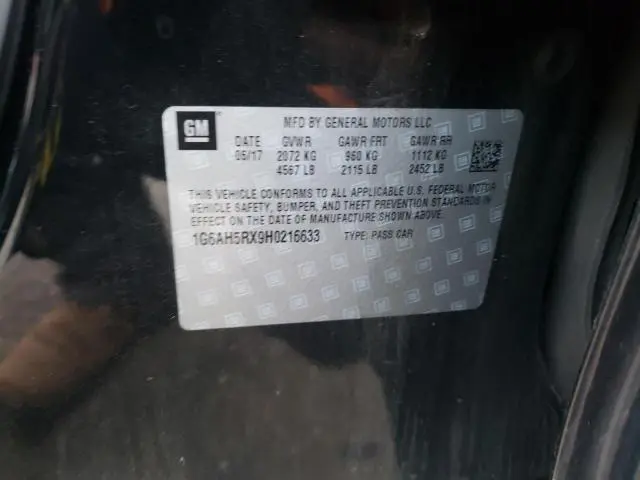 GM
MFD BY GENERAL MOTORS LLC
DATE GVWR GAWR FRT GAWR RR
05/17 2072 KG 960 KG 1112 KG
4567 LB 2115 LB 2452 LB
THIS VEHICLE CONFORMS TO ALL APPLICABLE U.S. FEDERAL MOTOR
VEHICLE SAFETY, BUMPER, AND THEFT PREVENTION STANDARDS IN
EFFECT ON THE DATE OF MANUFACTURE SHOWN ABOVE.
1G6AH5RX9H0216633 TYPE: PASS CAR